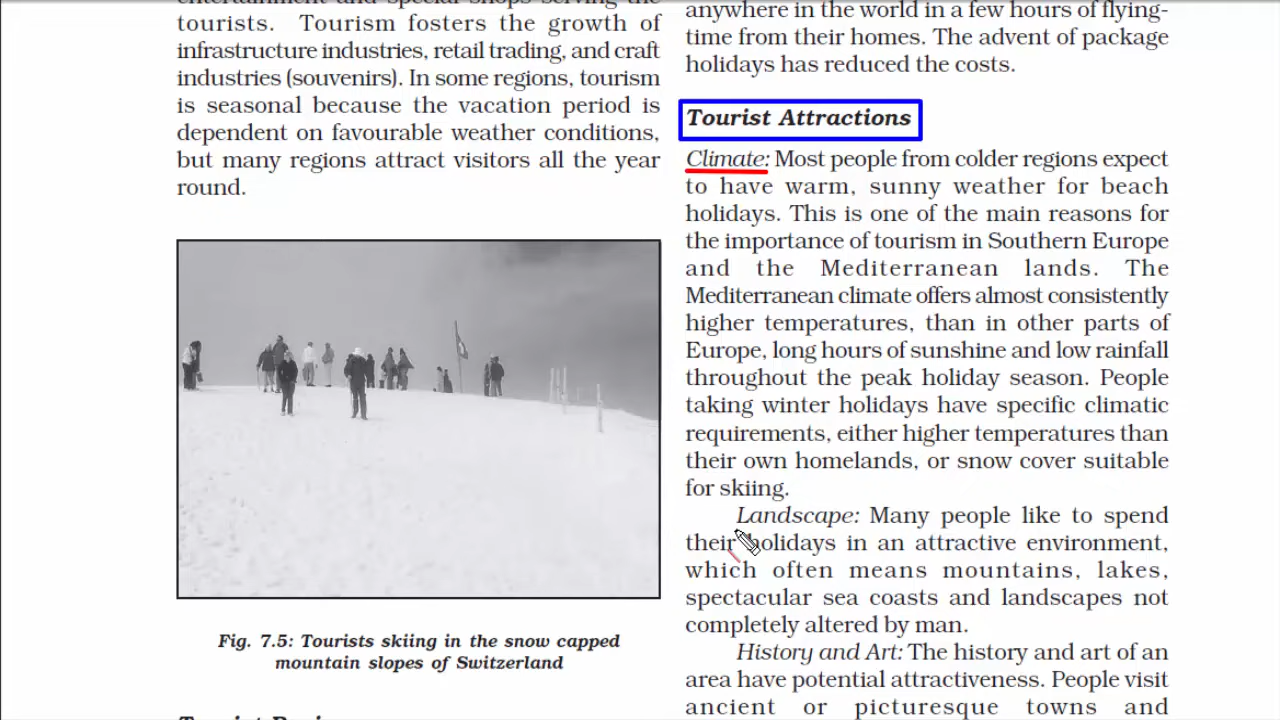 tourists. Tourism fosters the growth of
infrastructure industries, retail trading, and craft
industries (souvenirs). In some regions, tourism
is seasonal because the vacation period is
dependent on favourable weather conditions,
but many regions attract visitors all the year
round.
Fig. 7.5: Tourists skiing in the snow capped
mountain slopes of Switzerland
anywhere in the world in a few hours of flying-
time from their homes. The advent of package
holidays has reduced the costs.
Tourist Attractions
Climate: Most people from colder regions expect
to have warm, sunny weather for beach
holidays. This is one of the main reasons for
the importance of tourism in Southern Europe
and the Mediterranean lands. The
Mediterranean climate offers almost consistently
higher temperatures, than in other parts of
Europe, long hours of sunshine and low rainfall
throughout the peak holiday season. People
taking winter holidays have specific climatic
requirements, either higher temperatures than
their own homelands, or snow cover suitable
for skiing.
Landscape: Many people like to spend
their holidays in an attractive environment,
which often means mountains, lakes,
spectacular sea coasts and landscapes not
completely altered by man.
History and Art: The history and art of an
area have potential attractiveness. People visit
ancient or picturesque towns and